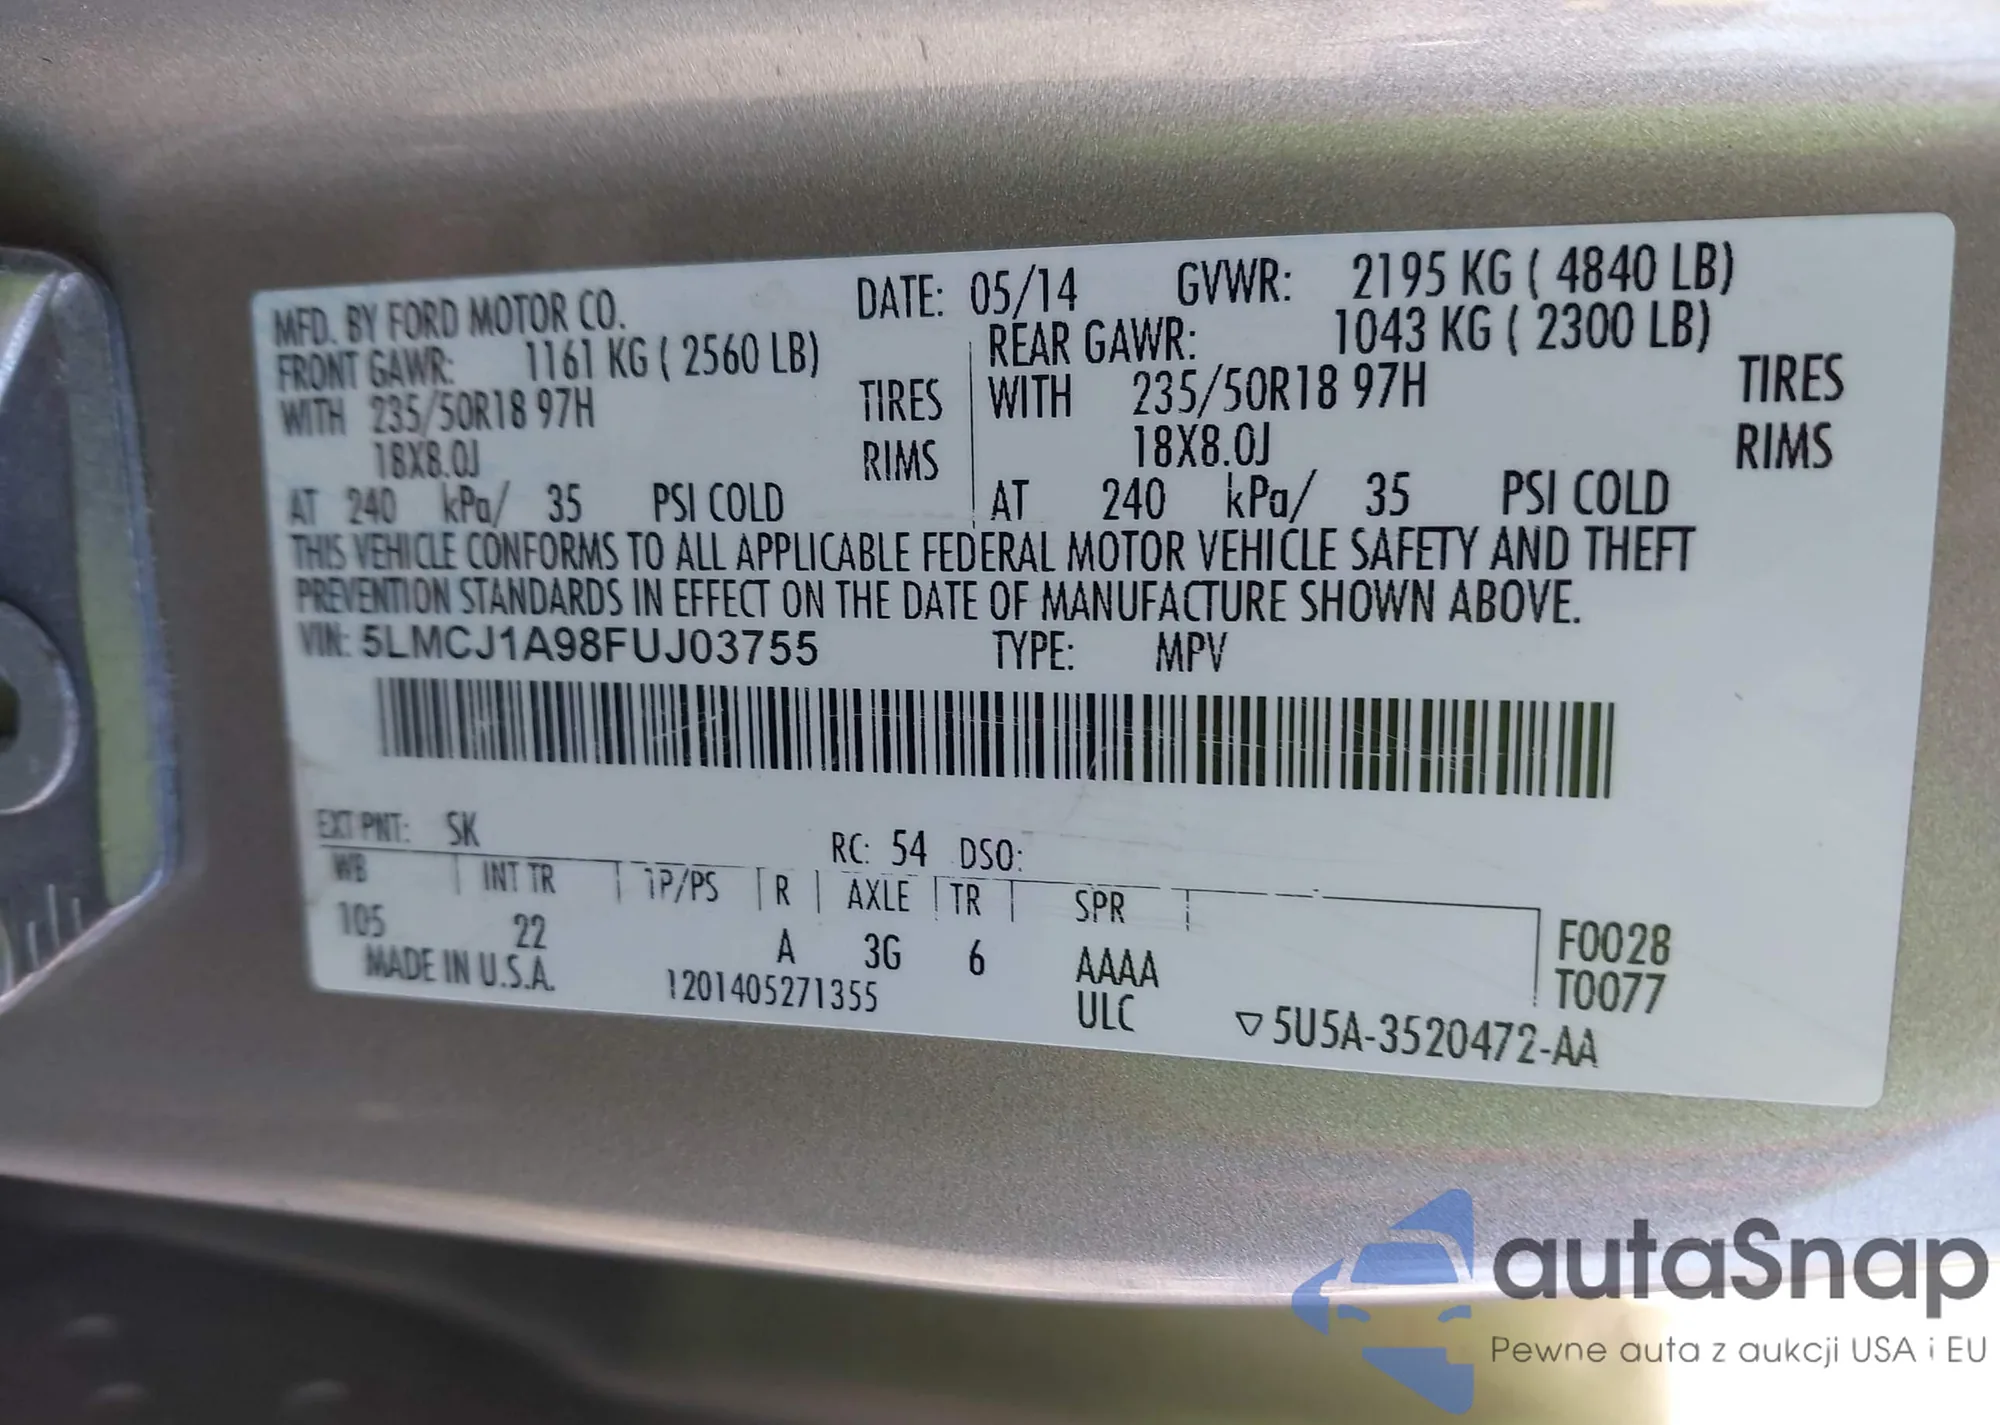 MFD. BY FORD MOTOR CO. DATE: 05/14 GVWR: 2195 KG ( 4840 LB)
FRONT GAWR: 1161 KG ( 2560 LB) REAR GAWR: 1043 KG ( 2300 LB)
WITH 235/50R18 97H TIRES WITH 235/50R18 97H TIRES
18X8.0J RIMS 18X8.0J RIMS
AT 240 kPa/ 35 PSI COLD AT 240 kPa/ 35 PSI COLD
THIS VEHICLE CONFORMS TO ALL APPLICABLE FEDERAL MOTOR VEHICLE SAFETY AND THEFT
PREVENTION STANDARDS IN EFFECT ON THE DATE OF MANUFACTURE SHOWN ABOVE.
VIN: 5LMCJ1A98FUJ03755 TYPE: MPV
EXT PNT: SK RC: 54 DSO:
WB INT TR TP/PS R AXLE TR SPR
105 22 A 3G 6 AAAA F0028
MADE IN U.S.A. 1201405271355 ULC T0077
▽5U5A-3520472-AA
autaSnap
Pewne auta z aukcji USA i EU